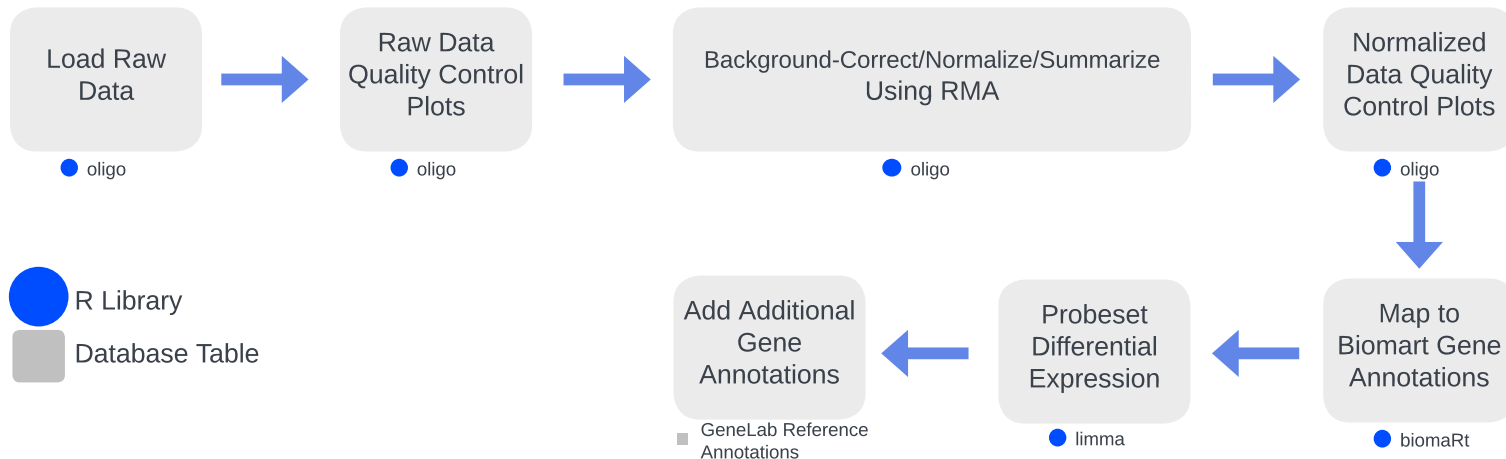 Load Raw
Data
oligo
Raw Data
Quality Control
Plots
oligo
Background-Correct/Normalize/Summarize
Using RMA
oligo
Normalized
Data Quality
Control Plots
oligo
Map to
Biomart Gene
Annotations
biomaRt
Probeset
Differential
Expression
limma
Add Additional
Gene
Annotations
GeneLab Reference
Annotations
R Library
Database Table